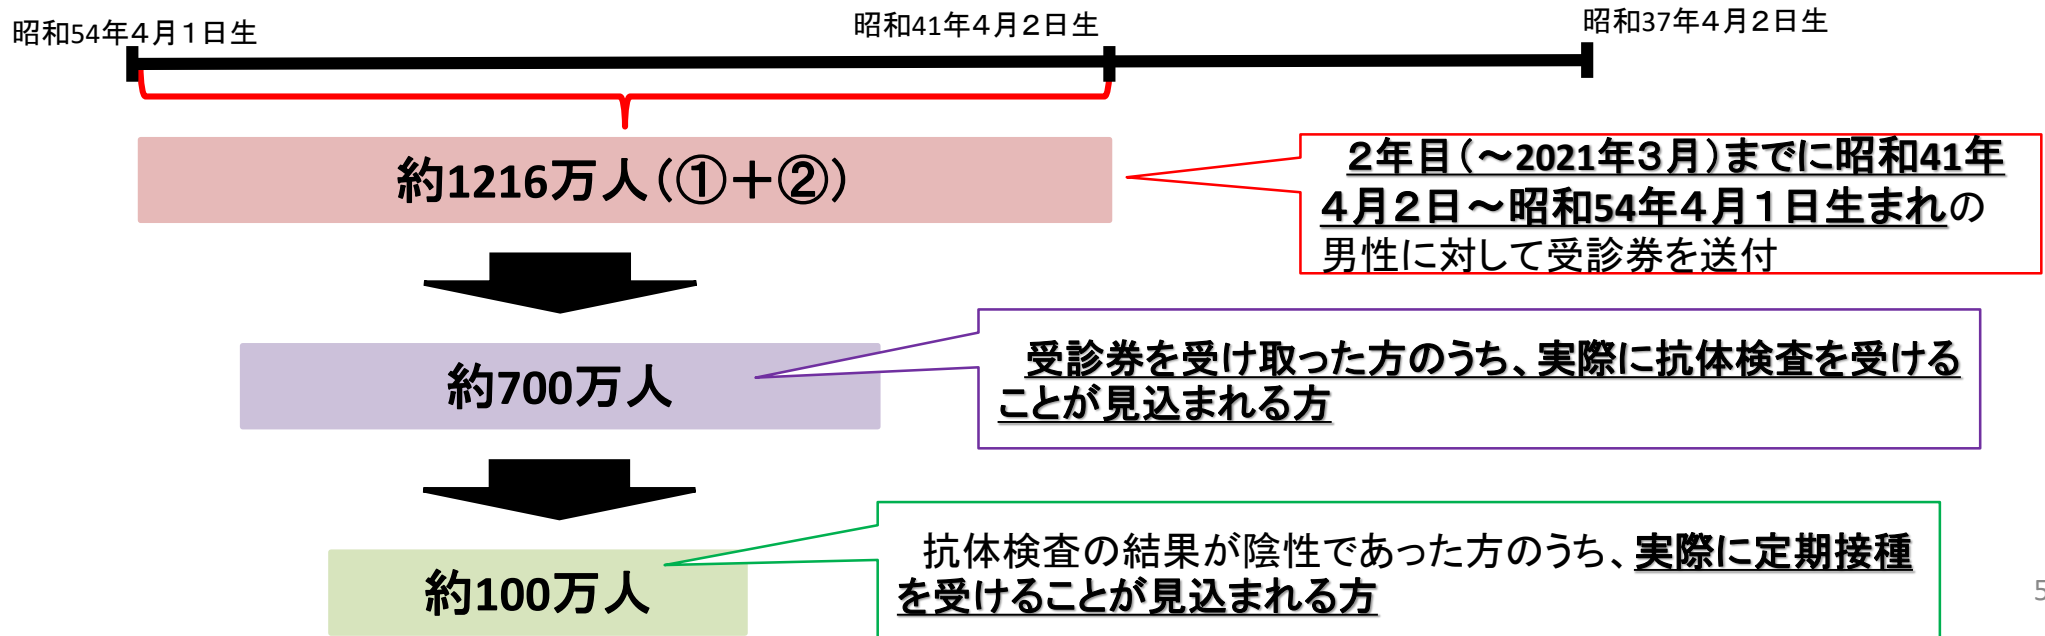 昭和54年４月１日生
昭和41年４月２日生
昭和37年４月２日生
約1216万人（①＋②）
２年目（～2021年３月）までに昭和41年
４月２日～昭和54年４月１日生まれの
男性に対して受診券を送付
約700万人
受診券を受け取った方のうち、実際に抗体検査を受ける
ことが見込まれる方
約100万人
抗体検査の結果が陰性であった方のうち、実際に定期接種
を受けることが見込まれる方
5